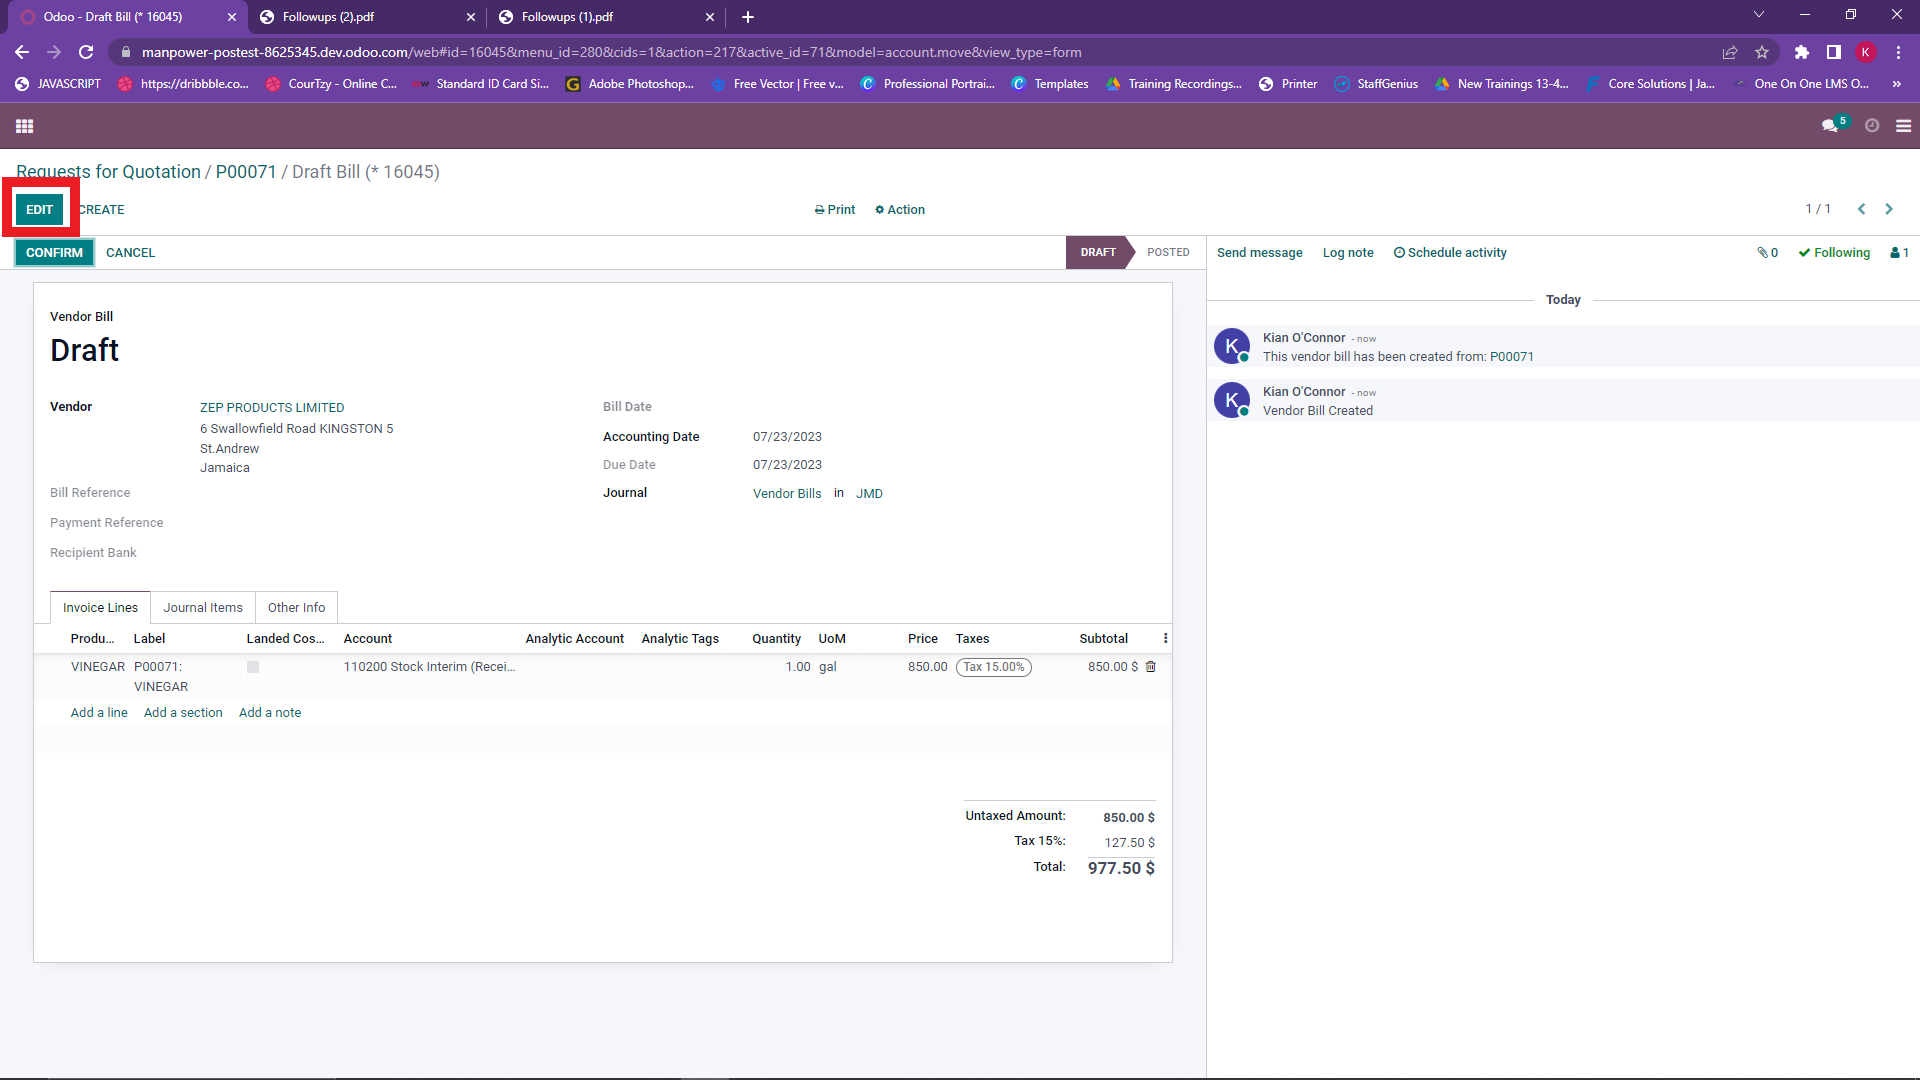 Odoo - Draft Bill (* 16045)
Followups (2).pdf
Followups (1).pdf
manpower-postest-8625345.dev.odoo.com/web#id=16045&menu_id=280&cids=1&action=217&active_id=71&model=account.move&view_type=form
K
JAVASCRIPT
https://dribbble.co...
CourTzy - Online C...
Standard ID Card Si...
Adobe Photoshop...
Free Vector | Free v...
Professional Portrai...
Templates
Training Recordings...
Printer
StaffGenius
New Trainings 13-4...
Core Solutions | Ja...
One On One LMS O...
»
5
Requests for Quotation / P00071 / Draft Bill (* 16045)
EDIT
CREATE
Print
Action
1 / 1
CONFIRM
CANCEL
DRAFT
POSTED
Send message
Log note
Schedule activity
0
Following
1
Vendor Bill
Draft
Vendor
ZEP PRODUCTS LIMITED
6 Swallowfield Road KINGSTON 5
St.Andrew
Jamaica
Bill Reference
Payment Reference
Recipient Bank
Bill Date
Accounting Date 07/23/2023
Due Date 07/23/2023
Journal Vendor Bills in JMD
Today
K
Kian O'Connor - now
This vendor bill has been created from: P00071
K
Kian O'Connor - now
Vendor Bill Created
Invoice Lines
Journal Items
Other Info
Produ... Label Landed Cos... Account Analytic Account Analytic Tags Quantity UoM Price Taxes Subtotal
VINEGAR P00071: 110200 Stock Interim (Recei... 1.00 gal 850.00 Tax 15.00% 850.00 $
VINEGAR
Add a line Add a section Add a note
Untaxed Amount: 850.00 $
Tax 15%: 127.50 $
Total: 977.50 $